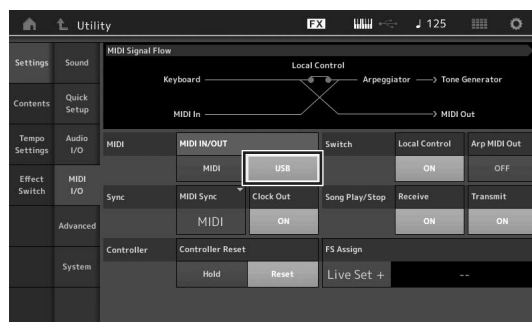 Utility FX ♩ 125
MIDI Signal Flow
Settings Sound
Local Control
Keyboard Arpeggiator Tone Generator
Contents Quick Setup
MIDI In MIDI Out
Tempo Settings Audio I/O
MIDI MIDI IN/OUT Switch Local Control Arp MIDI Out
MIDI USB ON OFF
Effect Switch MIDI I/O
Sync MIDI Sync Clock Out Song Play/Stop Receive Transmit
MIDI ON ON ON
Advanced
Controller Controller Reset FS Assign
System
Hold Reset Live Set + --